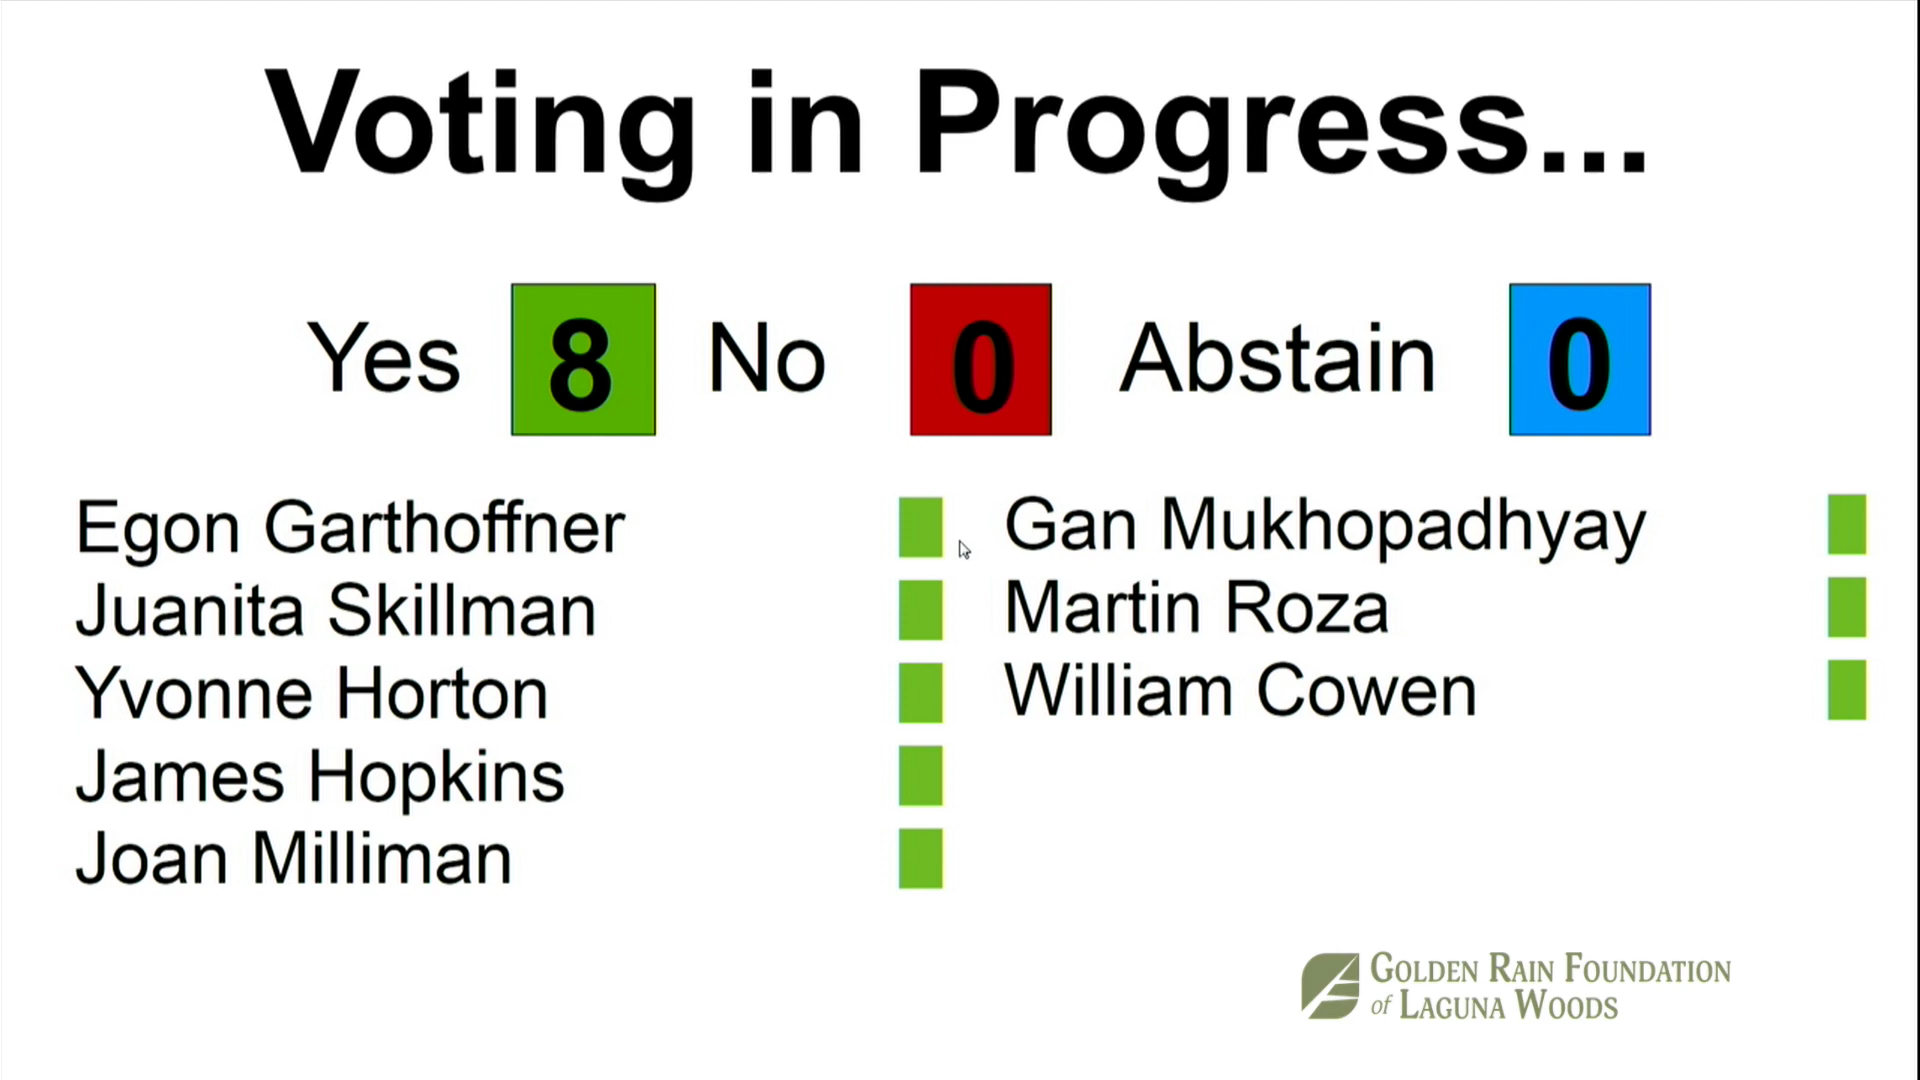 Voting in Progress...
Yes 8 No 0 Abstain 0
Egon Garthoffner
Juanita Skillman
Yvonne Horton
James Hopkins
Joan Milliman
Gan Mukhopadhyay
Martin Roza
William Cowen
GOLDEN RAIN FOUNDATION
of LAGUNA WOODS